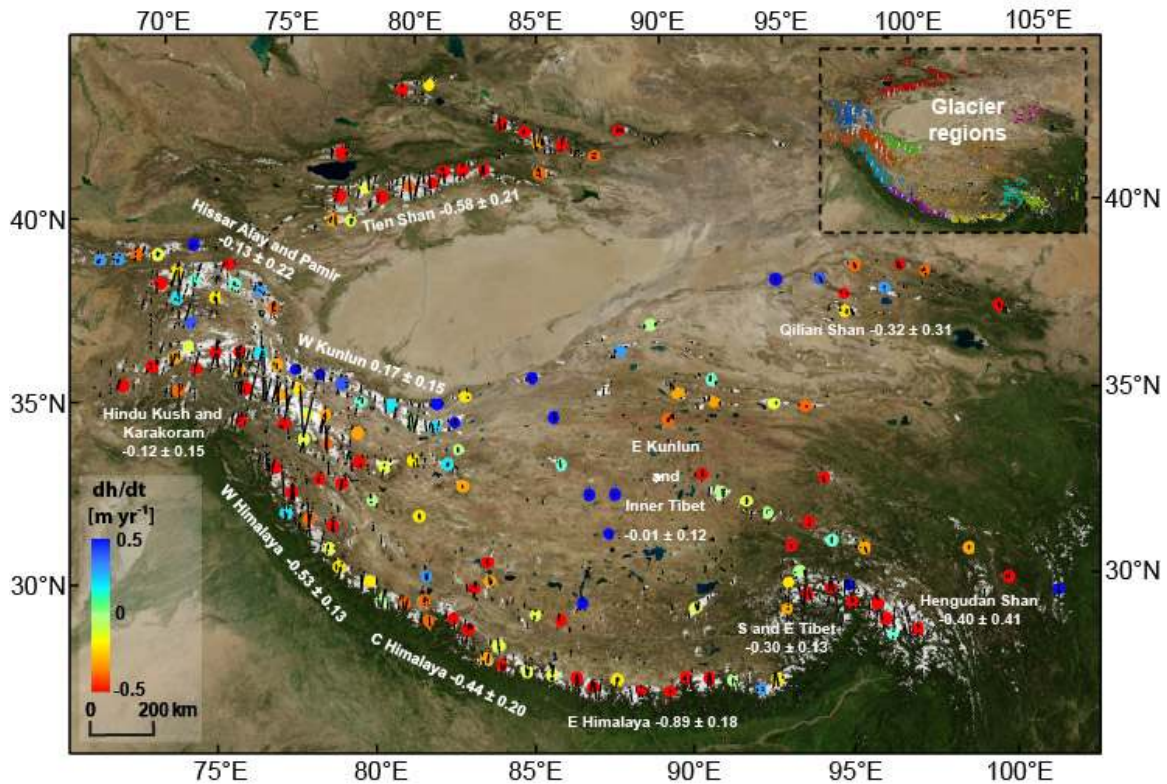 70°E 75°E 80°E 85°E 90°E 95°E 100°E 105°E
Glacier
regions
40°N
40°N
Tien Shan -0.58 ± 0.21
Hissar Alay and Pamir
-0.13 ± 0.22
Qilian Shan -0.32 ± 0.31
W Kunlun 0.17 ± 0.15
35°N
35°N
Hindu Kush and
Karakoram
-0.12 ± 0.15
E Kunlun
and
Inner Tibet
-0.01 ± 0.12
dh/dt
[m yr⁻¹]
0.5
0
-0.5
0 200 km
W Himalaya -0.53 ± 0.13
30°N
30°N
Hengudan Shan
-0.40 ± 0.41
S and E Tibet
-0.30 ± 0.13
C Himalaya -0.44 ± 0.20
E Himalaya -0.89 ± 0.18
75°E 80°E 85°E 90°E 95°E 100°E